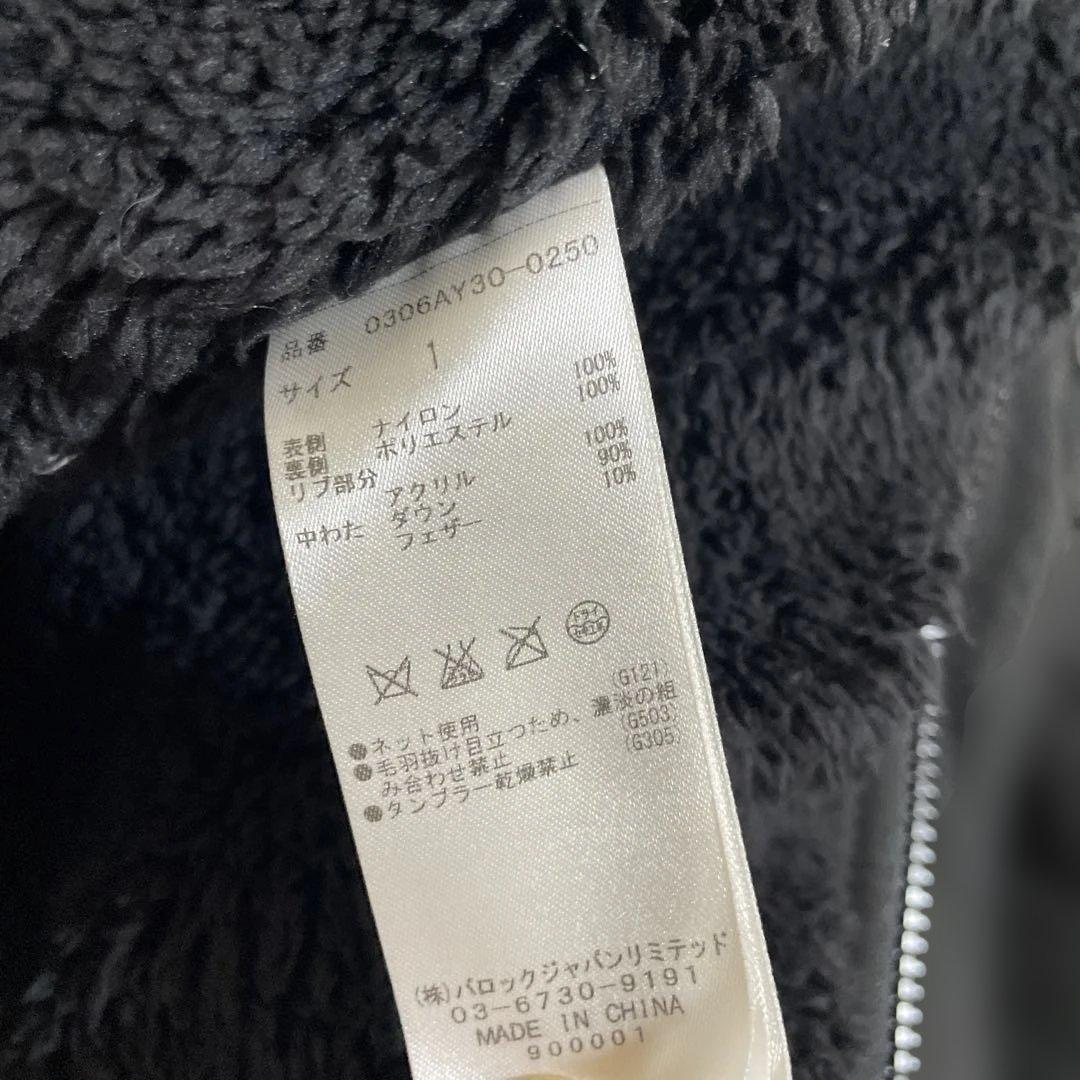 品番 0306AY30-0250
サイズ 1
表側 ナイロン 100%
裏側 ポリエステル 100%
リブ部分
アクリル 100%
中わた ダウン 90%
フェザー 10%
ドライ
●ネット使用 (G121)
●毛羽抜け目立つため、濃淡の組
み合わせ禁止 (G503)
●タンブラー乾燥禁止 (G305)
(株)バロックジャパンリミテッド
03-6730-9191
MADE IN CHINA
900001